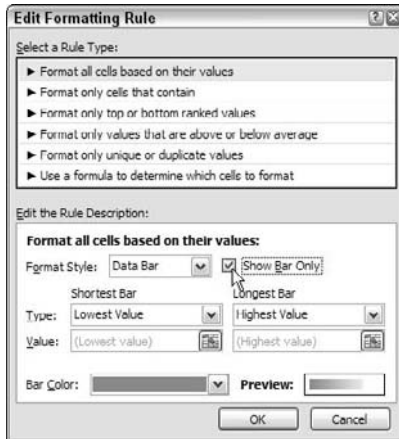 Edit Formatting Rule
Select a Rule Type:
► Format all cells based on their values
► Format only cells that contain
► Format only top or bottom ranked values
► Format only values that are above or below average
► Format only unique or duplicate values
► Use a formula to determine which cells to format
Edit the Rule Description:
Format all cells based on their values:
Format Style: Data Bar Show Bar Only
Shortest Bar Longest Bar
Type: Lowest Value Highest Value
Value: (Lowest value) (Highest value)
Bar Color: Preview:
OK Cancel